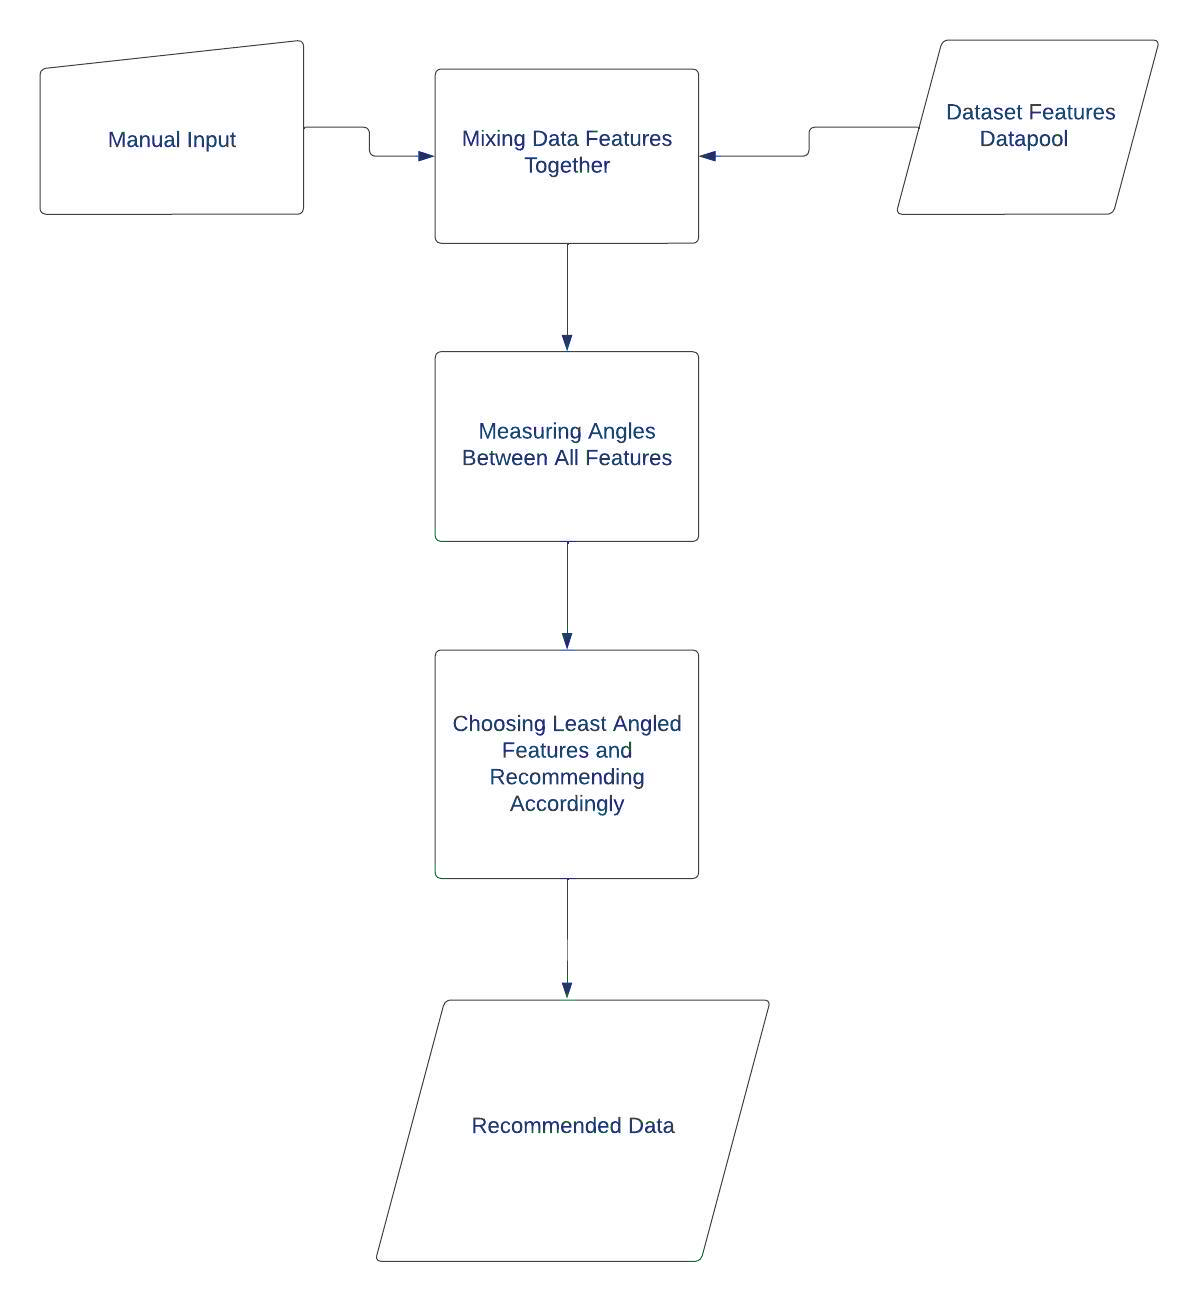 Manual Input
Mixing Data Features
Together
Dataset Features
Datapool
Measuring Angles
Between All Features
Choosing Least Angled
Features and
Recommending
Accordingly
Recommended Data